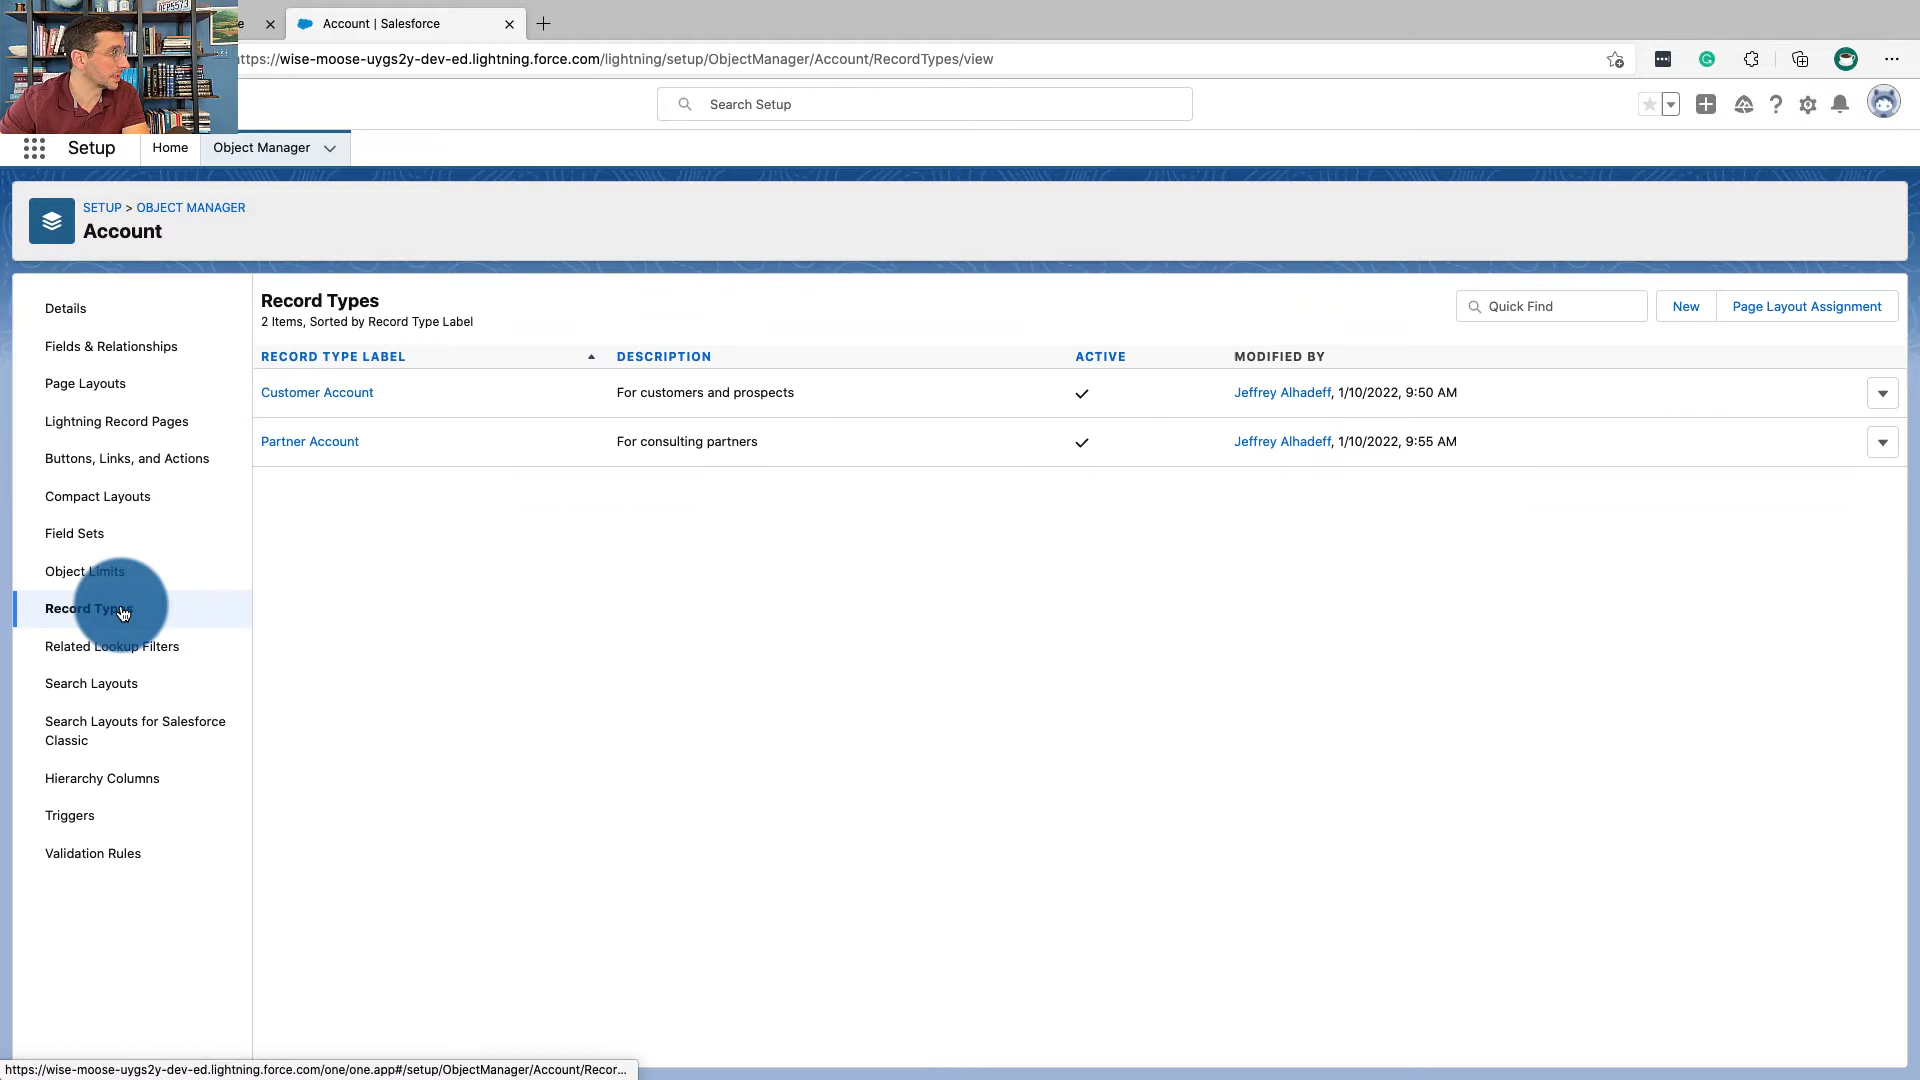 e
Account | Salesforce
ttps://wise-moose-uygs2y-dev-ed.lightning.force.com/lightning/setup/ObjectManager/Account/RecordTypes/view
Search Setup
Setup
Home
Object Manager
SETUP > OBJECT MANAGER
Account
Details
Fields & Relationships
Page Layouts
Lightning Record Pages
Buttons, Links, and Actions
Compact Layouts
Field Sets
Object Limits
Record Types
Related Lookup Filters
Search Layouts
Search Layouts for Salesforce
Classic
Hierarchy Columns
Triggers
Validation Rules
Record Types
2 Items, Sorted by Record Type Label
Quick Find
New
Page Layout Assignment
RECORD TYPE LABEL DESCRIPTION ACTIVE MODIFIED BY
Customer Account For customers and prospects Jeffrey Alhadeff, 1/10/2022, 9:50 AM
Partner Account For consulting partners Jeffrey Alhadeff, 1/10/2022, 9:55 AM
https://wise-moose-uygs2y-dev-ed.lightning.force.com/one/one.app#/setup/ObjectManager/Account/Recor...